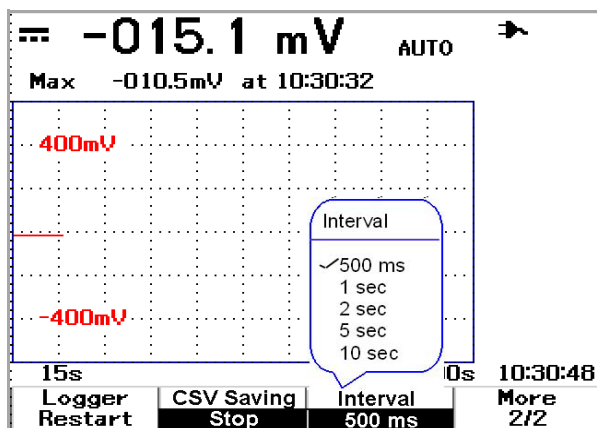 -015.1 mV AUTO
Max -010.5mV at 10:30:32
400mV
Interval
✓500 ms
1 sec
2 sec
5 sec
10 sec
-400mV
15s 0s 10:30:48
Logger Restart
CSV Saving Stop
Interval 500 ms
More 2/2